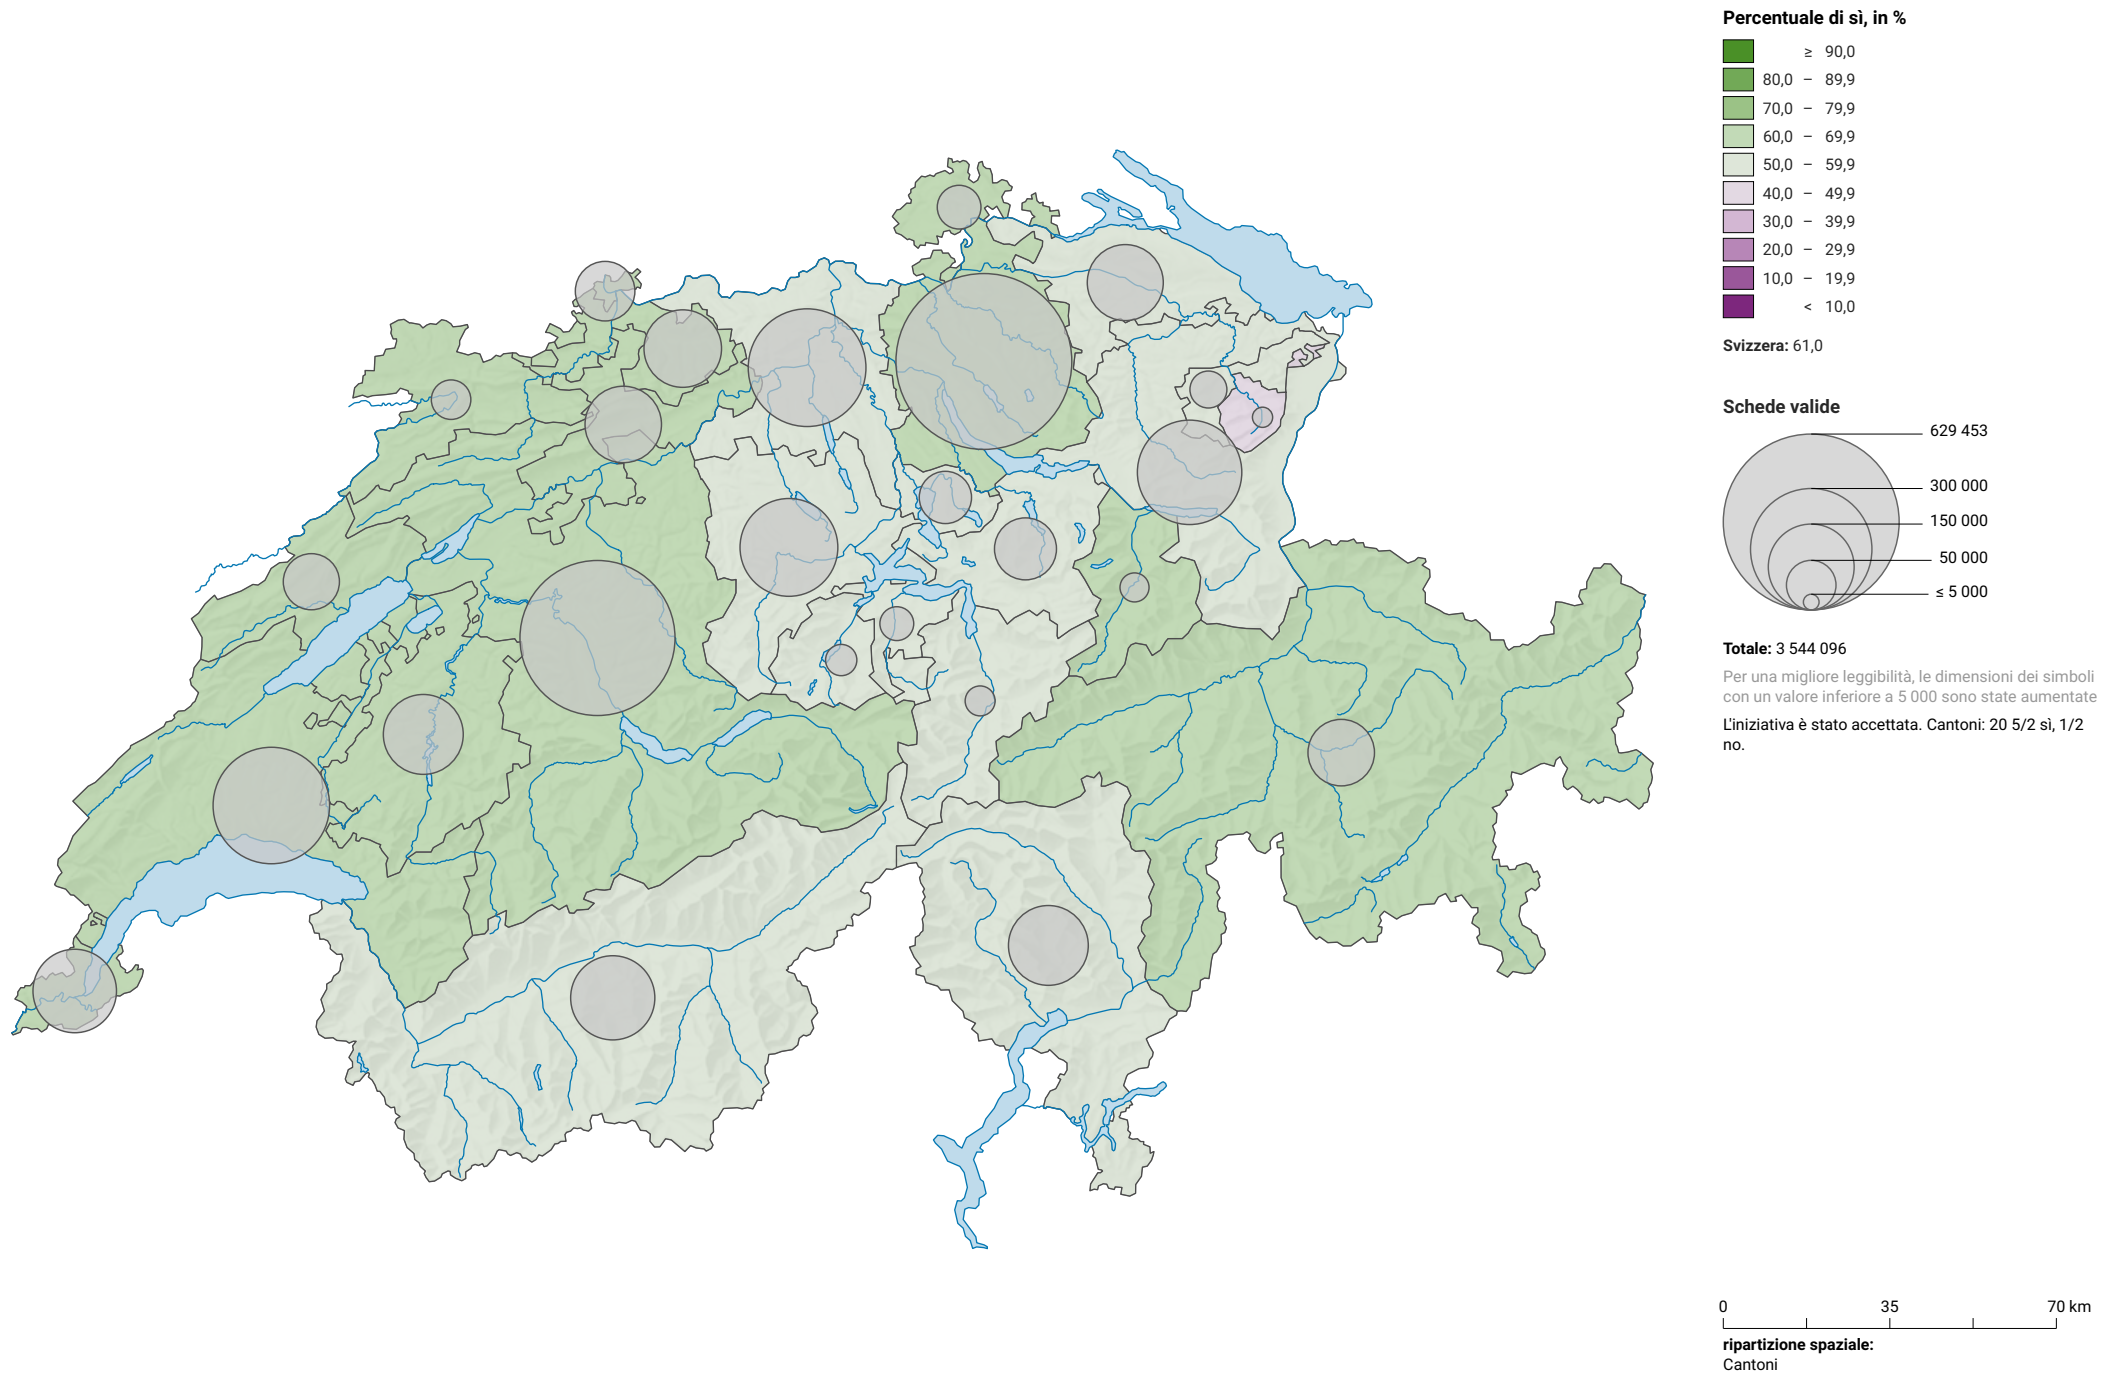 Percentuale di sì, in %
≥ 90,0
80,0 – 89,9
70,0 – 79,9
60,0 – 69,9
50,0 – 59,9
40,0 – 49,9
30,0 – 39,9
20,0 – 29,9
10,0 – 19,9
< 10,0
Svizzera: 61,0
Schede valide
629 453
300 000
150 000
50 000
≤ 5 000
Totale: 3 544 096
Per una migliore leggibilità, le dimensioni dei simboli
con un valore inferiore a 5 000 sono state aumentate
L'iniziativa è stato accettata. Cantoni: 20 5/2 sì, 1/2
no.
0 35 70 km
ripartizione spaziale:
Cantoni